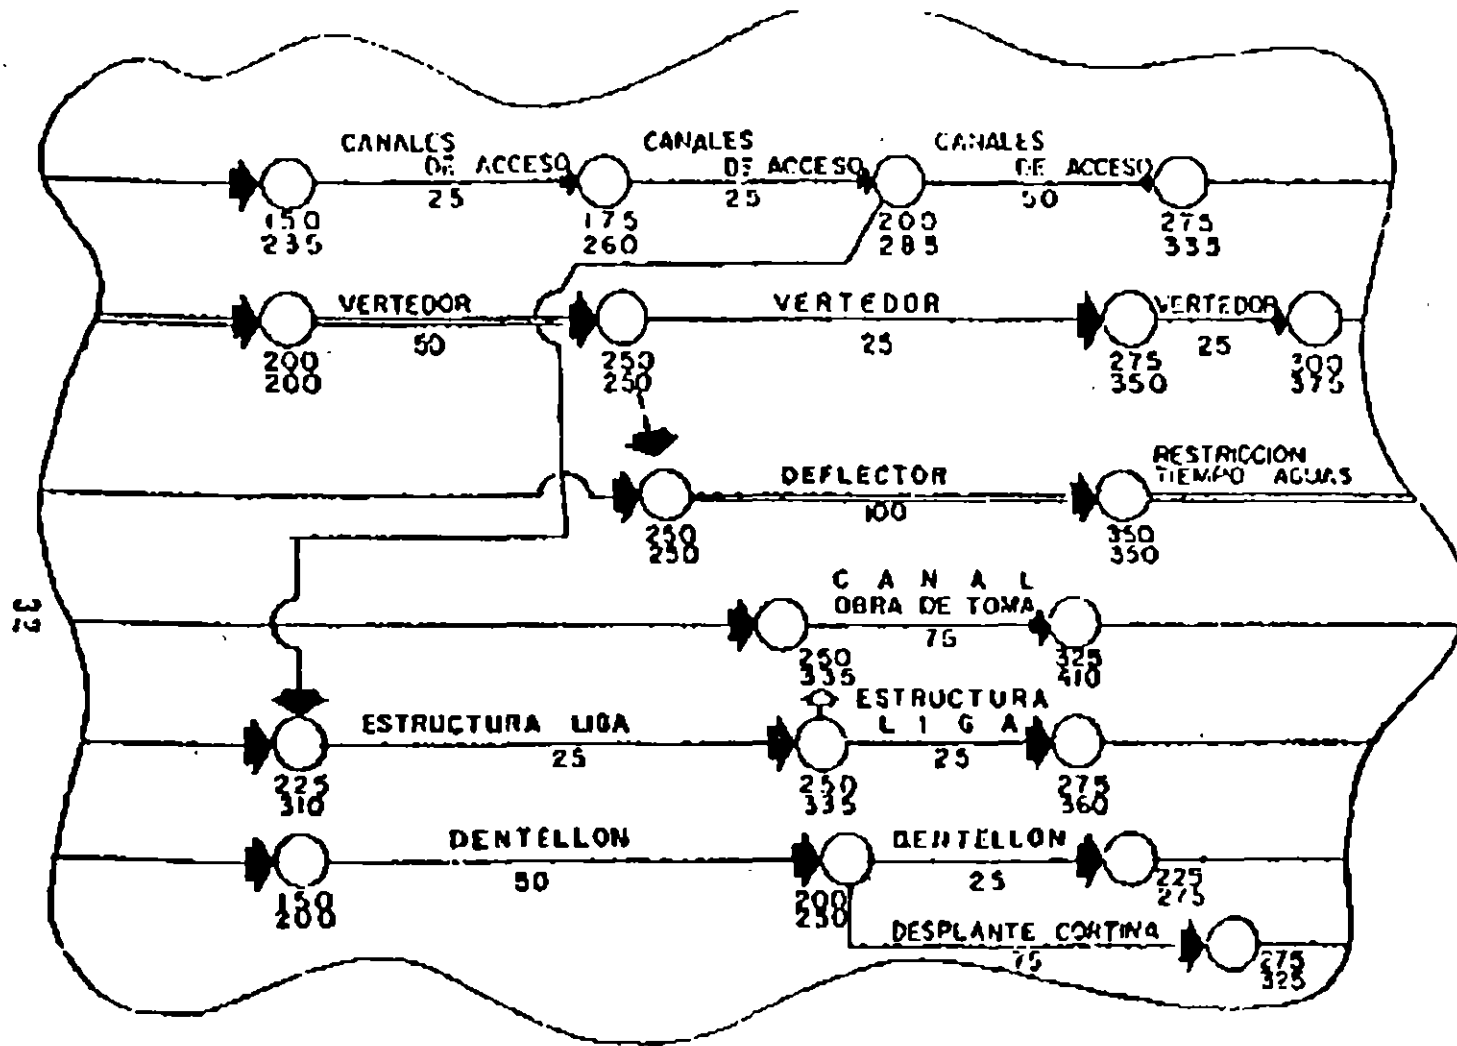 CANALES
DE ACCESO
25
CANALES
DE ACCESO
25
CANALES
DE ACCESO
50
150
235
175
260
200
285
275
335
VERTEDOR
50
VERTEDOR
25
VERTEDOR
25
200
200
250
250
275
350
300
375
DEFLECTOR
100
RESTRICCION
TIEMPO AGUAS
250
250
350
350
CANAL
OBRA DE TOMA
75
250
335
325
410
ESTRUCTURA LIGA
25
ESTRUCTURA
LIGA
25
225
310
250
335
275
360
DENTELLON
50
DENTELLON
25
150
200
200
250
225
275
DESPLANTE CORTINA
75
275
325